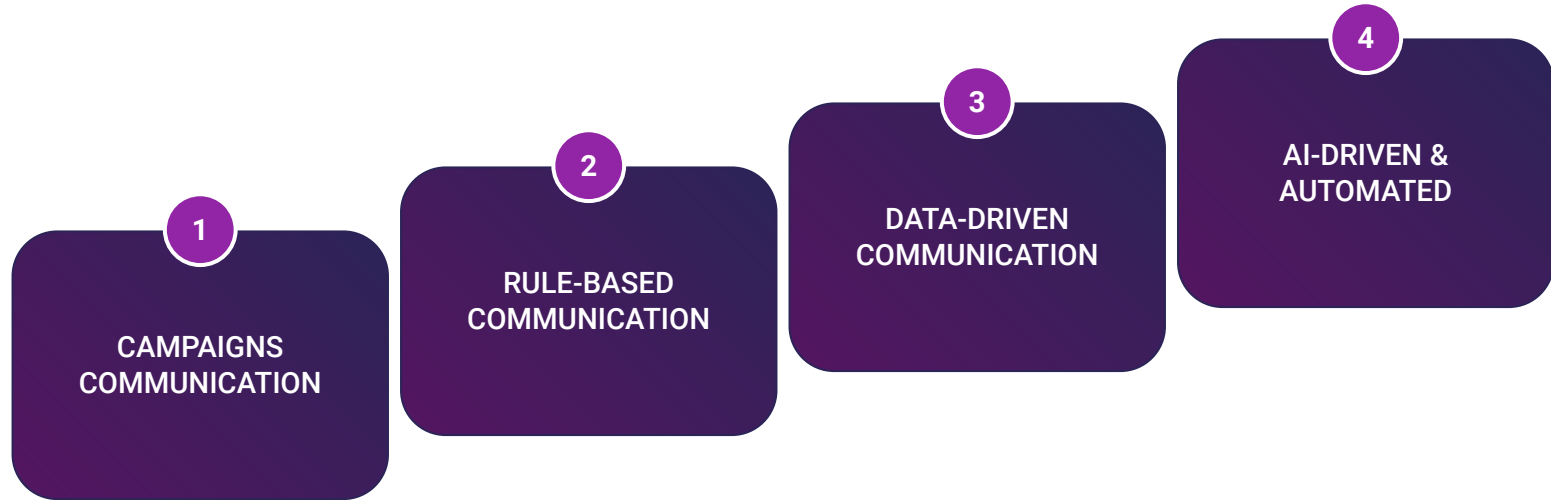 1
CAMPAIGNS
COMMUNICATION
2
RULE-BASED
COMMUNICATION
3
DATA-DRIVEN
COMMUNICATION
4
AI-DRIVEN &
AUTOMATED